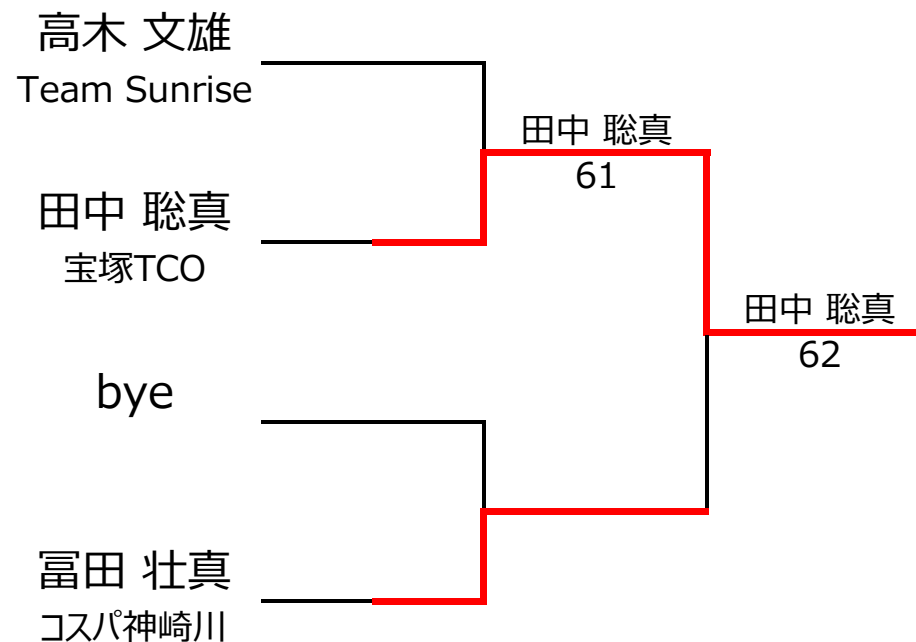 高木 文雄
Team Sunrise
田中 聡真
61
田中 聡真
宝塚TCO
田中 聡真
62
bye
冨田 壮真
コスパ神崎川